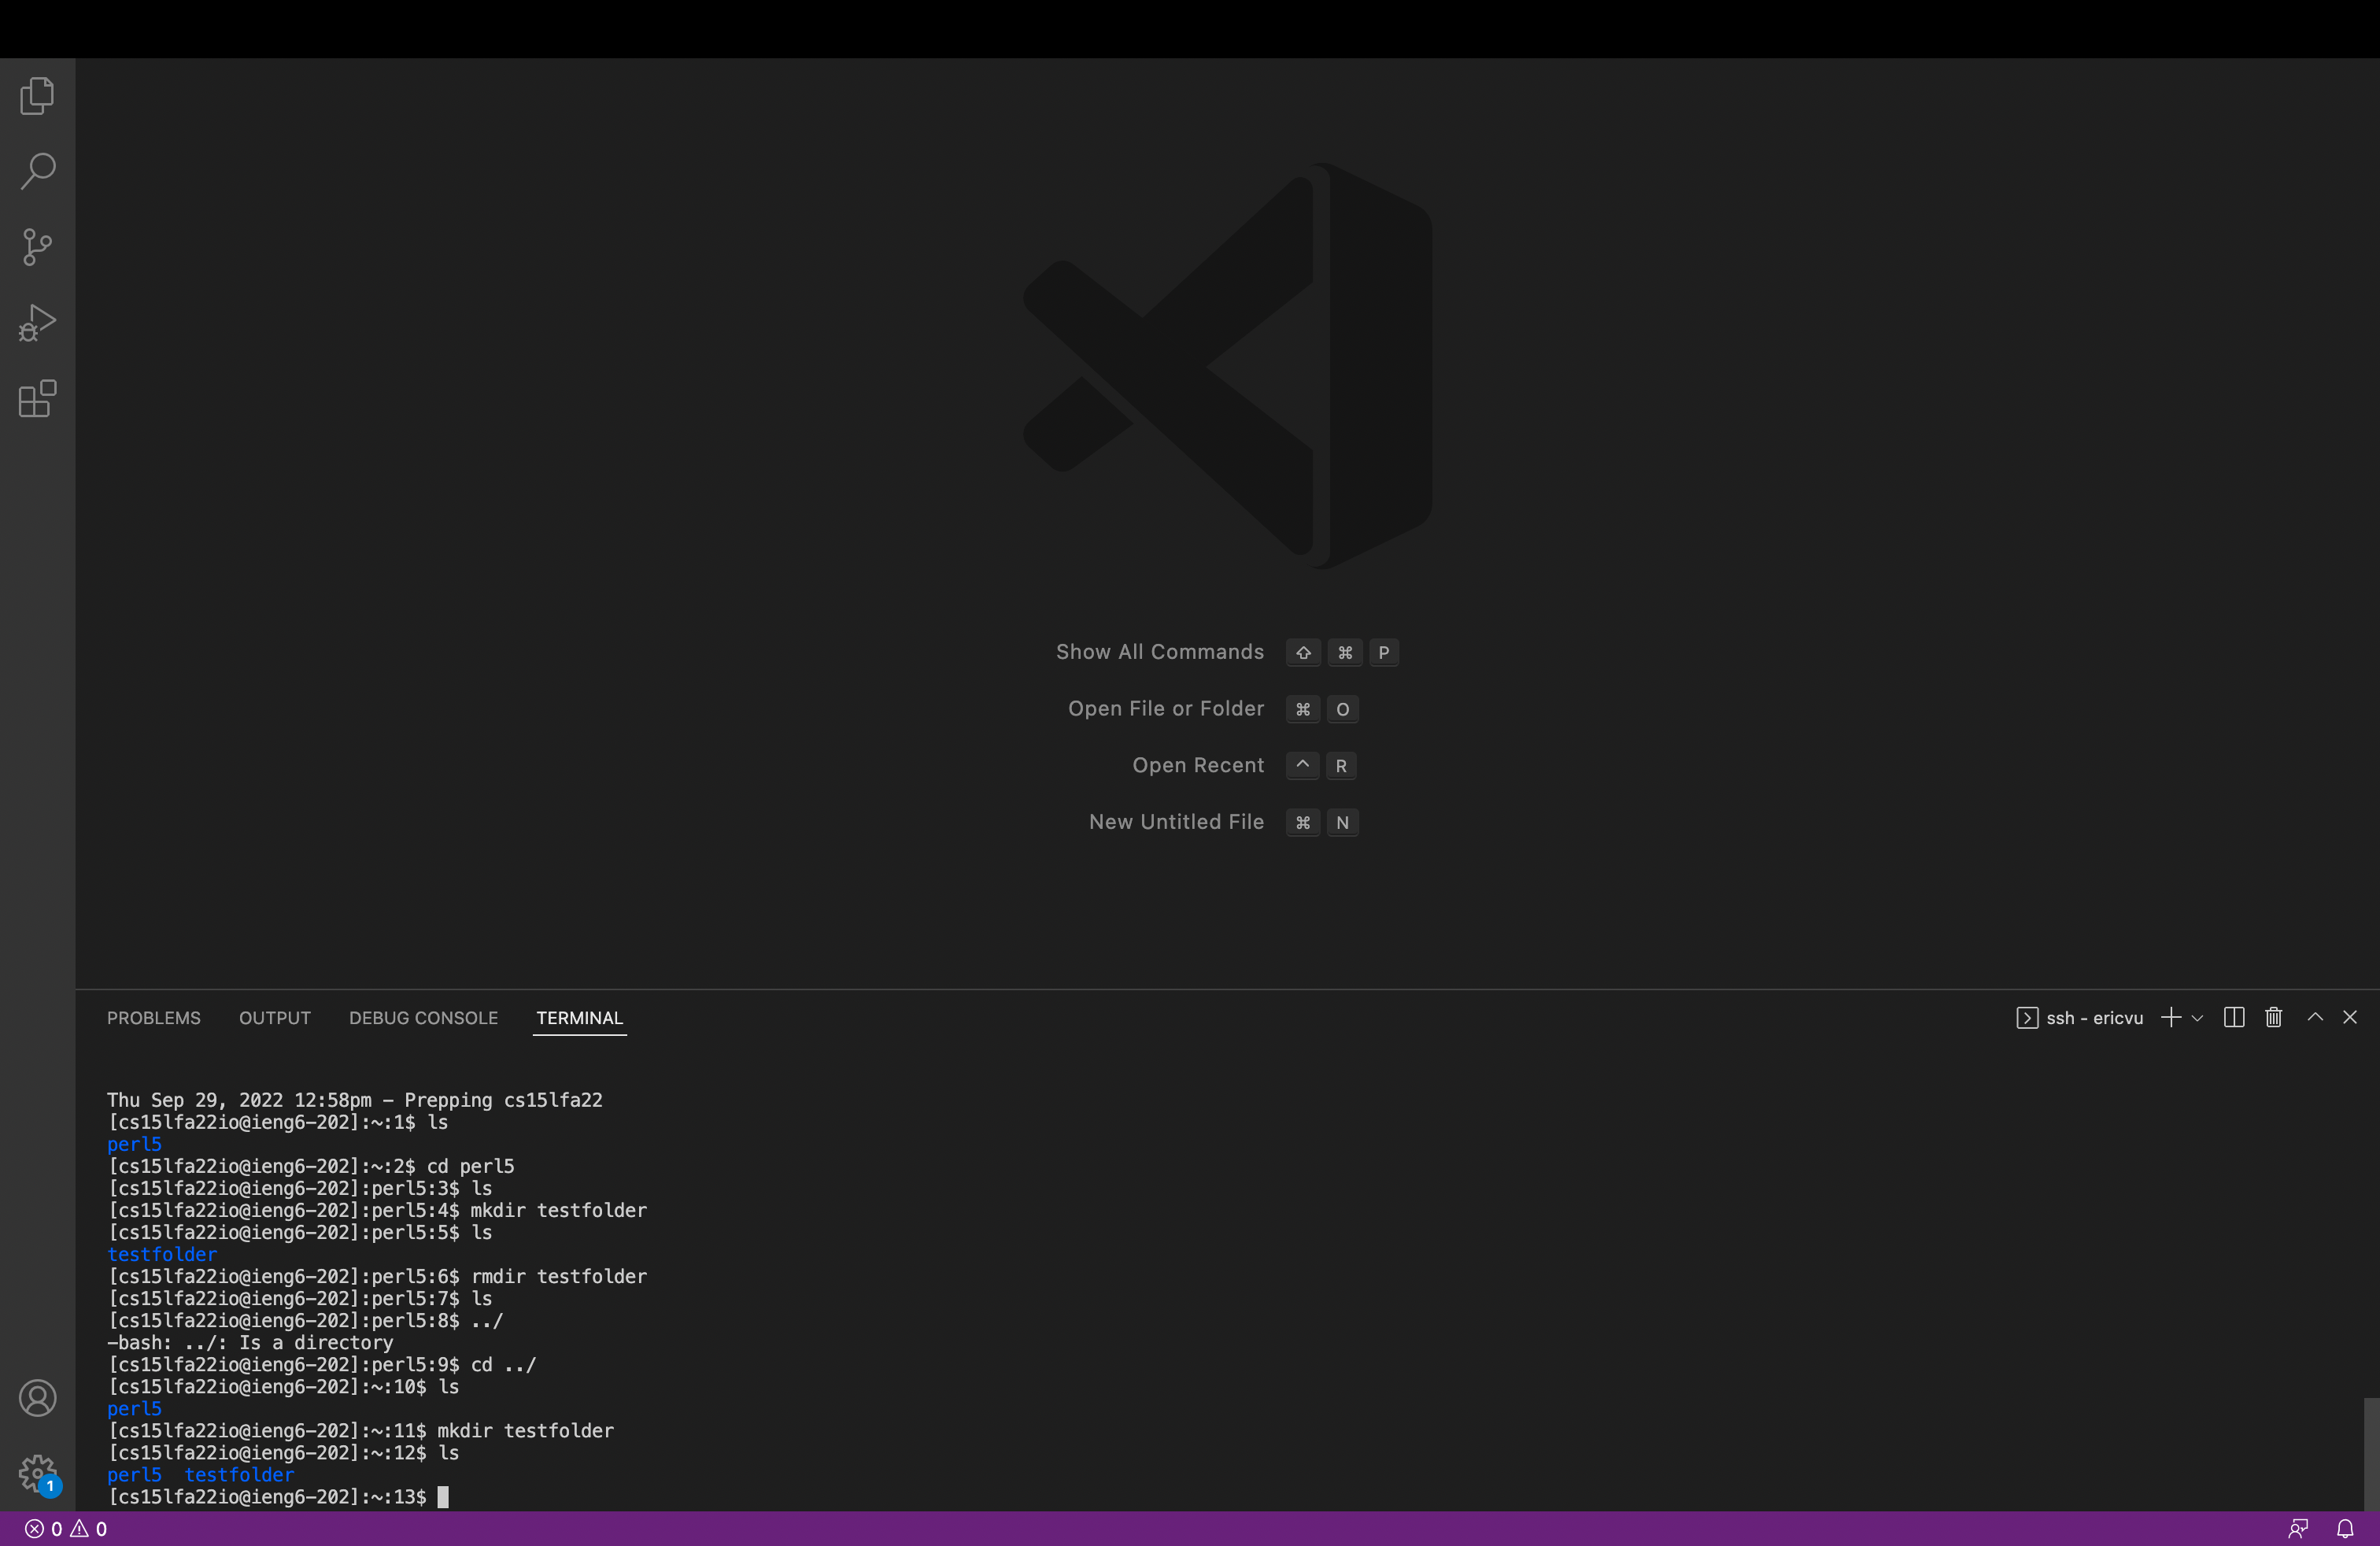 Show All Commands ⇧ ⌘ P
Open File or Folder ⌘ O
Open Recent ^ R
New Untitled File ⌘ N
PROBLEMS OUTPUT DEBUG CONSOLE TERMINAL ssh - ericvu
Thu Sep 29, 2022 12:58pm - Prepping cs15lfa22
[cs15lfa22io@ieng6-202]:~:1$ ls
perl5
[cs15lfa22io@ieng6-202]:~:2$ cd perl5
[cs15lfa22io@ieng6-202]:perl5:3$ ls
[cs15lfa22io@ieng6-202]:perl5:4$ mkdir testfolder
[cs15lfa22io@ieng6-202]:perl5:5$ ls
testfolder
[cs15lfa22io@ieng6-202]:perl5:6$ rmdir testfolder
[cs15lfa22io@ieng6-202]:perl5:7$ ls
[cs15lfa22io@ieng6-202]:perl5:8$ ../
-bash: ../: Is a directory
[cs15lfa22io@ieng6-202]:perl5:9$ cd ../
[cs15lfa22io@ieng6-202]:~:10$ ls
perl5
[cs15lfa22io@ieng6-202]:~:11$ mkdir testfolder
[cs15lfa22io@ieng6-202]:~:12$ ls
perl5  testfolder
[cs15lfa22io@ieng6-202]:~:13$
1
0 0